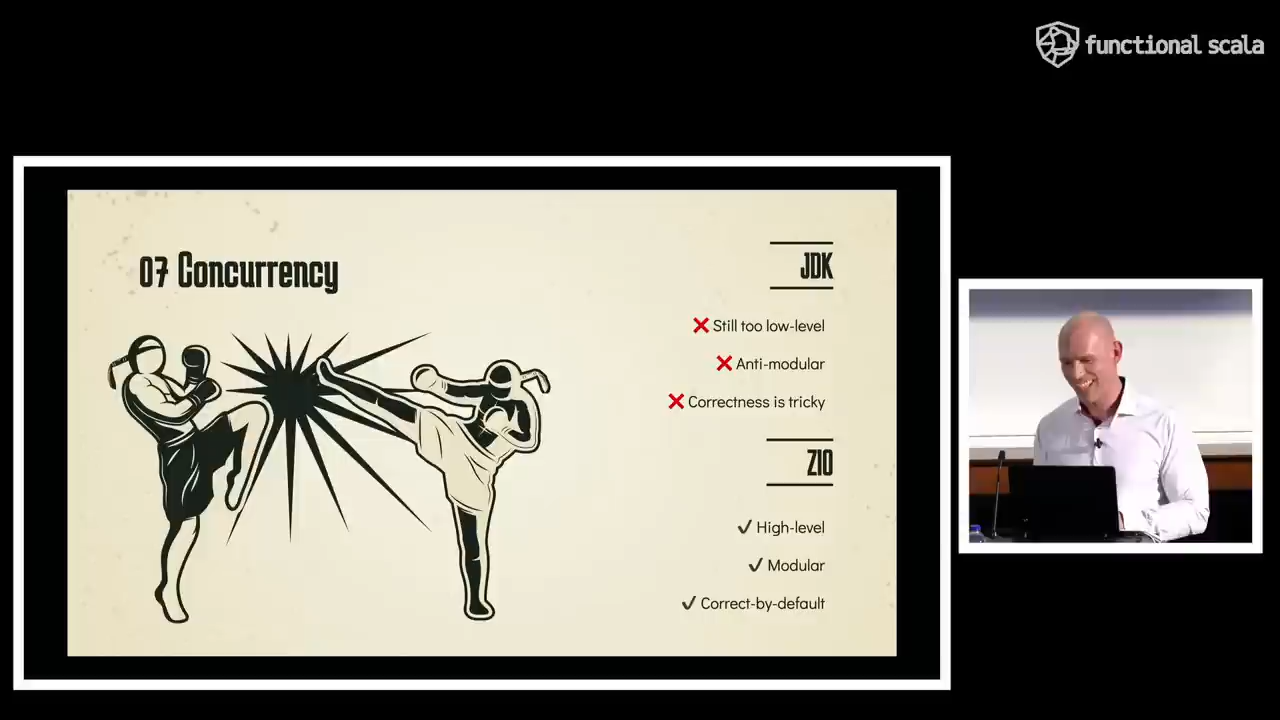 functional scala
07 Concurrency
JDK
❌ Still too low-level
❌ Anti-modular
❌ Correctness is tricky
ZIO
✓ High-level
✓ Modular
✓ Correct-by-default